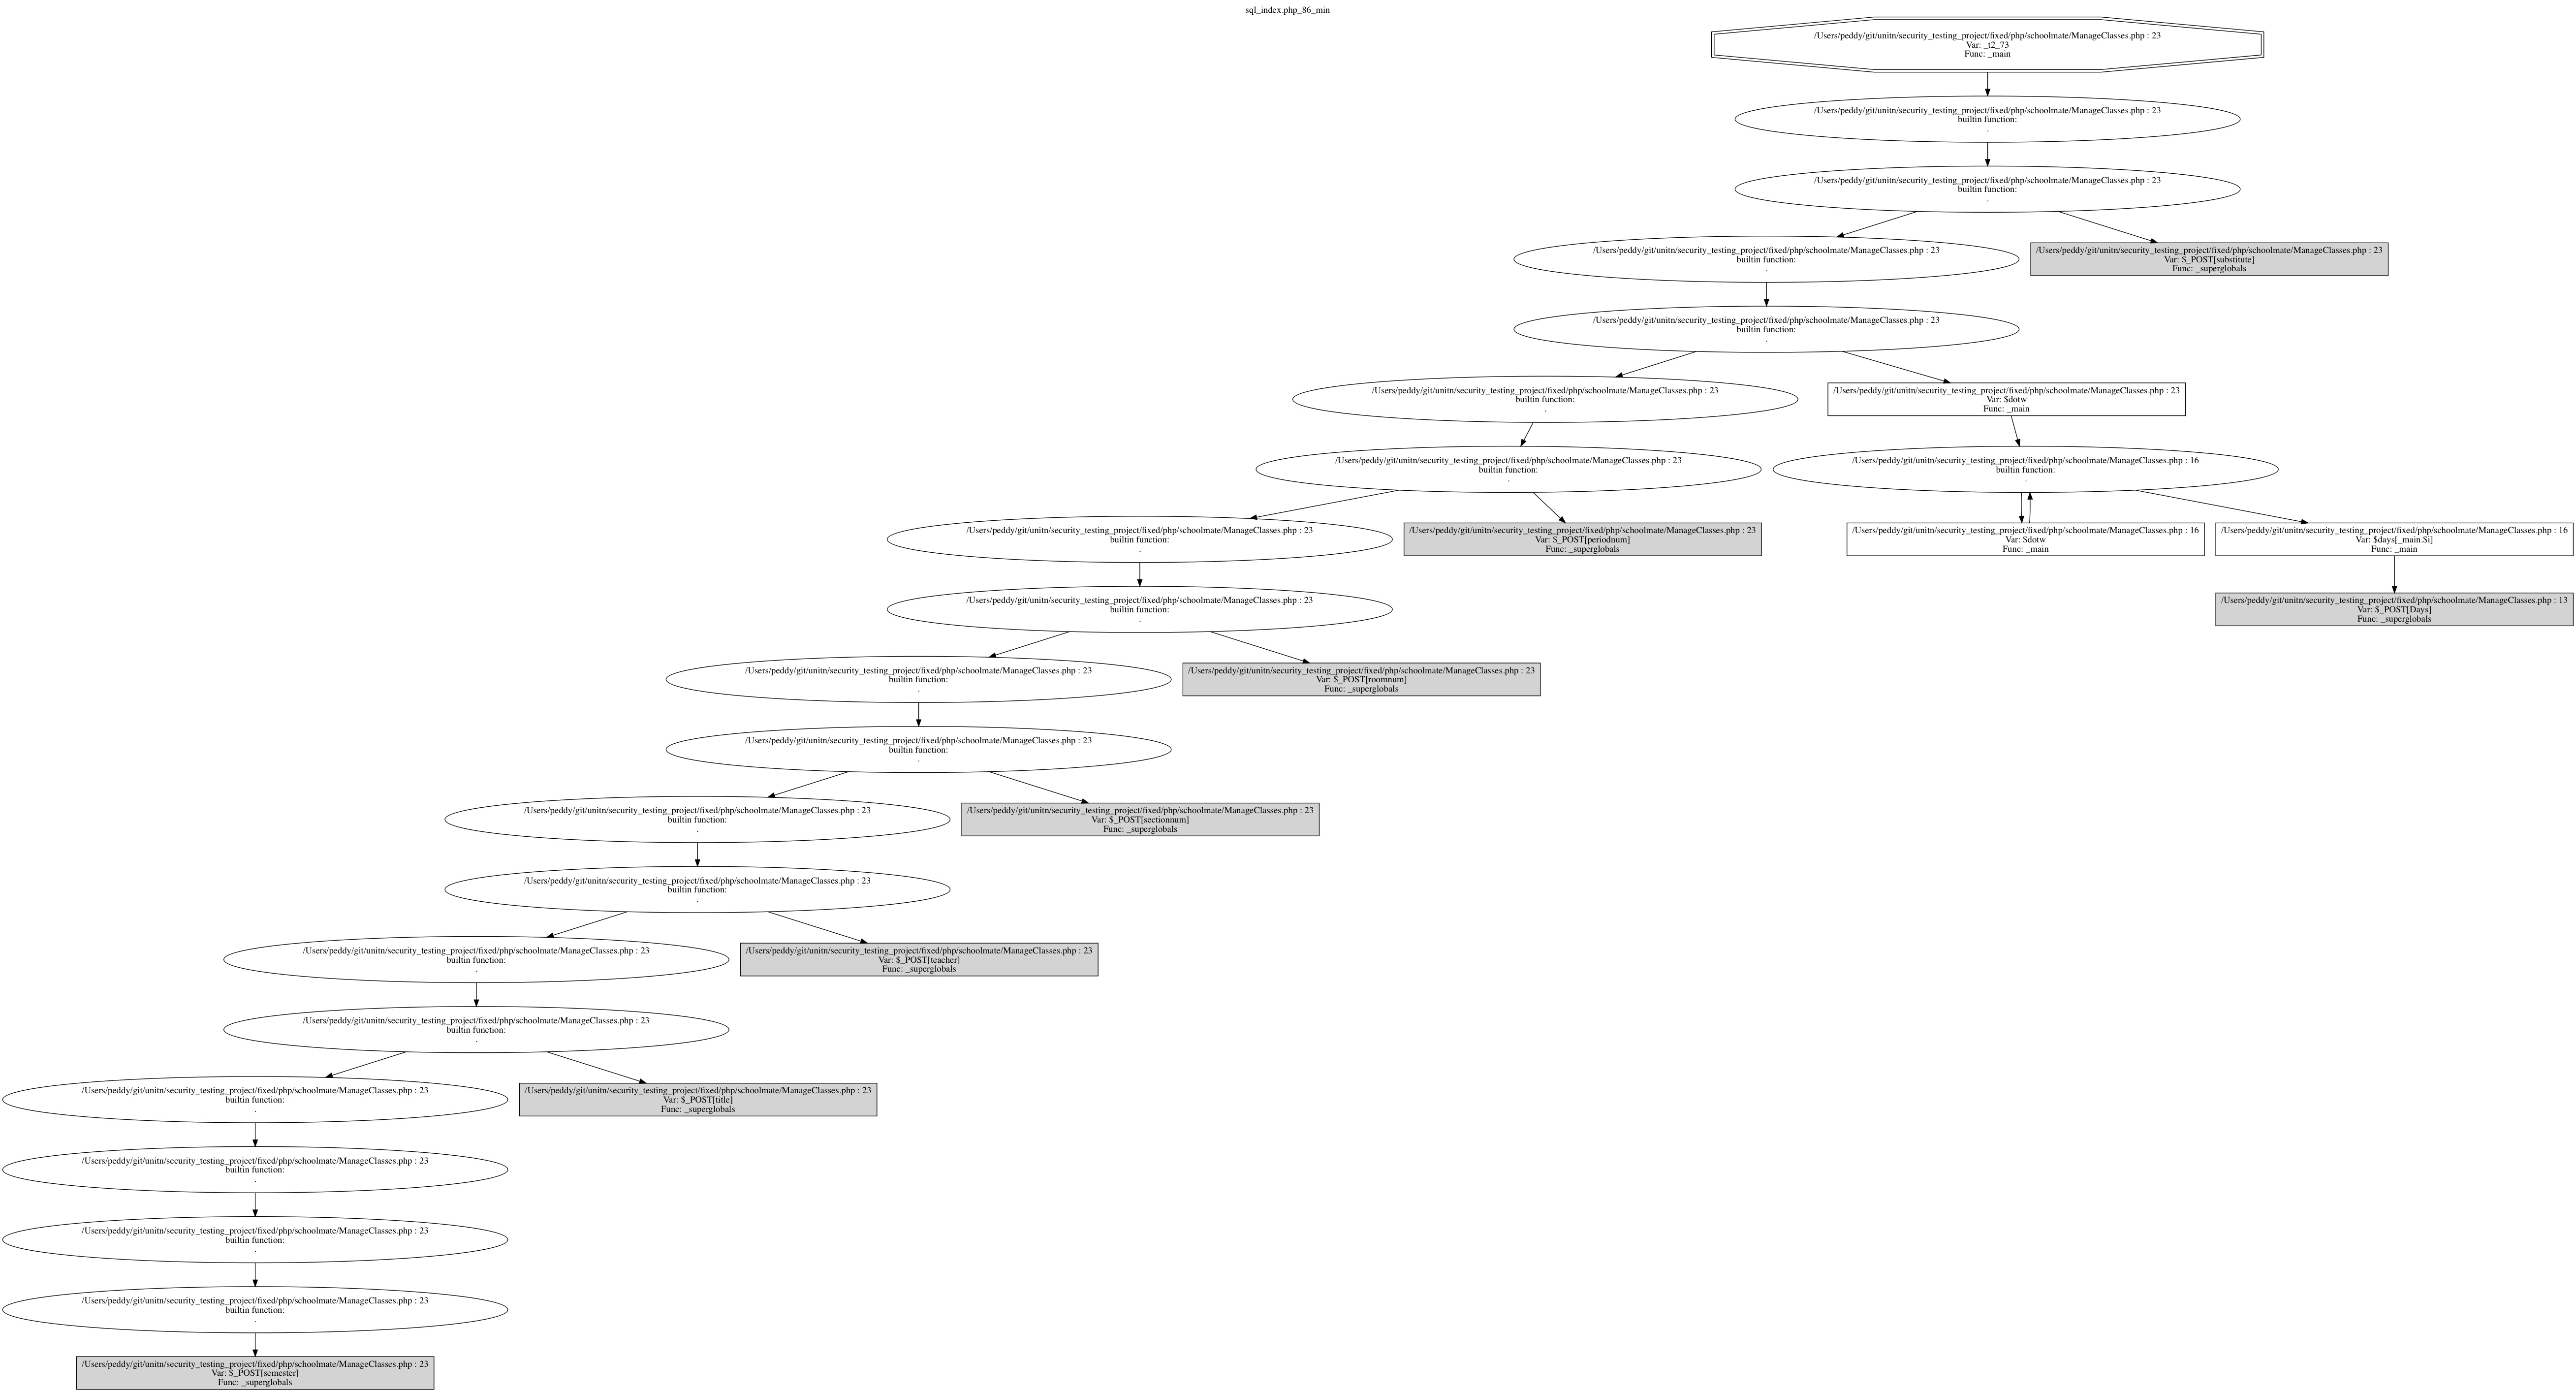 sql_index.php_86_min
/Users/peddy/git/unitn/security_testing_project/fixed/php/schoolmate/ManageClasses.php : 23
Var: _t2_73
Func: _main
/Users/peddy/git/unitn/security_testing_project/fixed/php/schoolmate/ManageClasses.php : 23
builtin function:
.
/Users/peddy/git/unitn/security_testing_project/fixed/php/schoolmate/ManageClasses.php : 23
builtin function:
.
/Users/peddy/git/unitn/security_testing_project/fixed/php/schoolmate/ManageClasses.php : 23
builtin function:
.
/Users/peddy/git/unitn/security_testing_project/fixed/php/schoolmate/ManageClasses.php : 23
Var: $_POST[substitute]
Func: _superglobals
/Users/peddy/git/unitn/security_testing_project/fixed/php/schoolmate/ManageClasses.php : 23
builtin function:
.
/Users/peddy/git/unitn/security_testing_project/fixed/php/schoolmate/ManageClasses.php : 23
builtin function:
.
/Users/peddy/git/unitn/security_testing_project/fixed/php/schoolmate/ManageClasses.php : 23
Var: $dotw
Func: _main
/Users/peddy/git/unitn/security_testing_project/fixed/php/schoolmate/ManageClasses.php : 23
builtin function:
.
/Users/peddy/git/unitn/security_testing_project/fixed/php/schoolmate/ManageClasses.php : 16
builtin function:
.
/Users/peddy/git/unitn/security_testing_project/fixed/php/schoolmate/ManageClasses.php : 23
builtin function:
.
/Users/peddy/git/unitn/security_testing_project/fixed/php/schoolmate/ManageClasses.php : 23
Var: $_POST[periodnum]
Func: _superglobals
/Users/peddy/git/unitn/security_testing_project/fixed/php/schoolmate/ManageClasses.php : 16
Var: $dotw
Func: _main
/Users/peddy/git/unitn/security_testing_project/fixed/php/schoolmate/ManageClasses.php : 16
Var: $days[_main.$i]
Func: _main
/Users/peddy/git/unitn/security_testing_project/fixed/php/schoolmate/ManageClasses.php : 23
builtin function:
.
/Users/peddy/git/unitn/security_testing_project/fixed/php/schoolmate/ManageClasses.php : 13
Var: $_POST[Days]
Func: _superglobals
/Users/peddy/git/unitn/security_testing_project/fixed/php/schoolmate/ManageClasses.php : 23
builtin function:
.
/Users/peddy/git/unitn/security_testing_project/fixed/php/schoolmate/ManageClasses.php : 23
Var: $_POST[roomnum]
Func: _superglobals
/Users/peddy/git/unitn/security_testing_project/fixed/php/schoolmate/ManageClasses.php : 23
builtin function:
.
/Users/peddy/git/unitn/security_testing_project/fixed/php/schoolmate/ManageClasses.php : 23
builtin function:
.
/Users/peddy/git/unitn/security_testing_project/fixed/php/schoolmate/ManageClasses.php : 23
Var: $_POST[sectionnum]
Func: _superglobals
/Users/peddy/git/unitn/security_testing_project/fixed/php/schoolmate/ManageClasses.php : 23
builtin function:
.
/Users/peddy/git/unitn/security_testing_project/fixed/php/schoolmate/ManageClasses.php : 23
builtin function:
.
/Users/peddy/git/unitn/security_testing_project/fixed/php/schoolmate/ManageClasses.php : 23
Var: $_POST[teacher]
Func: _superglobals
/Users/peddy/git/unitn/security_testing_project/fixed/php/schoolmate/ManageClasses.php : 23
builtin function:
.
/Users/peddy/git/unitn/security_testing_project/fixed/php/schoolmate/ManageClasses.php : 23
builtin function:
.
/Users/peddy/git/unitn/security_testing_project/fixed/php/schoolmate/ManageClasses.php : 23
Var: $_POST[title]
Func: _superglobals
/Users/peddy/git/unitn/security_testing_project/fixed/php/schoolmate/ManageClasses.php : 23
builtin function:
.
/Users/peddy/git/unitn/security_testing_project/fixed/php/schoolmate/ManageClasses.php : 23
builtin function:
.
/Users/peddy/git/unitn/security_testing_project/fixed/php/schoolmate/ManageClasses.php : 23
builtin function:
.
/Users/peddy/git/unitn/security_testing_project/fixed/php/schoolmate/ManageClasses.php : 23
Var: $_POST[semester]
Func: _superglobals